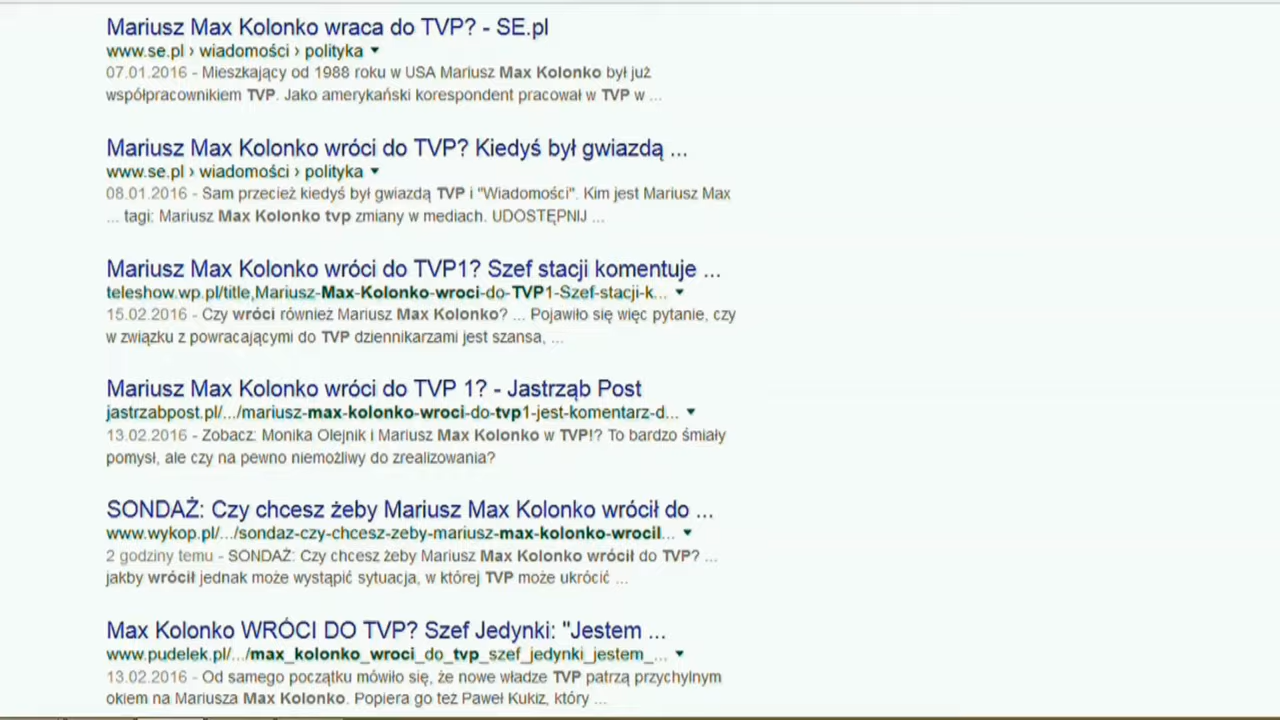 Mariusz Max Kolonko wraca do TVP? - SE.pl
www.se.pl › wiadomości › polityka
07.01.2016 - Mieszkający od 1988 roku w USA Mariusz Max Kolonko był już
współpracownikiem TVP. Jako amerykański korespondent pracował w TVP w ...
Mariusz Max Kolonko wróci do TVP? Kiedyś był gwiazdą ...
www.se.pl › wiadomości › polityka
08.01.2016 - Sam przecież kiedyś był gwiazdą TVP i "Wiadomości". Kim jest Mariusz Max
... tagi: Mariusz Max Kolonko tvp zmiany w mediach. UDOSTĘPNIJ ...
Mariusz Max Kolonko wróci do TVP1? Szef stacji komentuje ...
teleshow.wp.pl/title,Mariusz-Max-Kolonko-wroci-do-TVP1-Szef-stacji-k...
15.02.2016 - Czy wróci również Mariusz Max Kolonko? ... Pojawiło się więc pytanie, czy
w związku z powracającymi do TVP dziennikarzami jest szansa, ...
Mariusz Max Kolonko wróci do TVP 1? - Jastrząb Post
jastrzabpost.pl/.../mariusz-max-kolonko-wroci-do-tvp1-jest-komentarz-d...
13.02.2016 - Zobacz: Monika Olejnik i Mariusz Max Kolonko w TVP!? To bardzo śmiały
pomysł, ale czy na pewno niemożliwy do zrealizowania?
SONDAŻ: Czy chcesz żeby Mariusz Max Kolonko wrócił do ...
www.wykop.pl/.../sondaz-czy-chcesz-zeby-mariusz-max-kolonko-wrocil...
2 godziny temu - SONDAŻ: Czy chcesz żeby Mariusz Max Kolonko wrócił do TVP? ...
jakby wrócił jednak może wystąpić sytuacja, w której TVP może ukrócić ...
Max Kolonko WRÓCI DO TVP? Szef Jedynki: "Jestem ...
www.pudelek.pl/.../max_kolonko_wroci_do_tvp_szef_jedynki_jestem_...
13.02.2016 - Od samego początku mówiło się, że nowe władze TVP patrzą przychylnym
okiem na Mariusza Max Kolonko. Popiera go też Paweł Kukiz, który ...